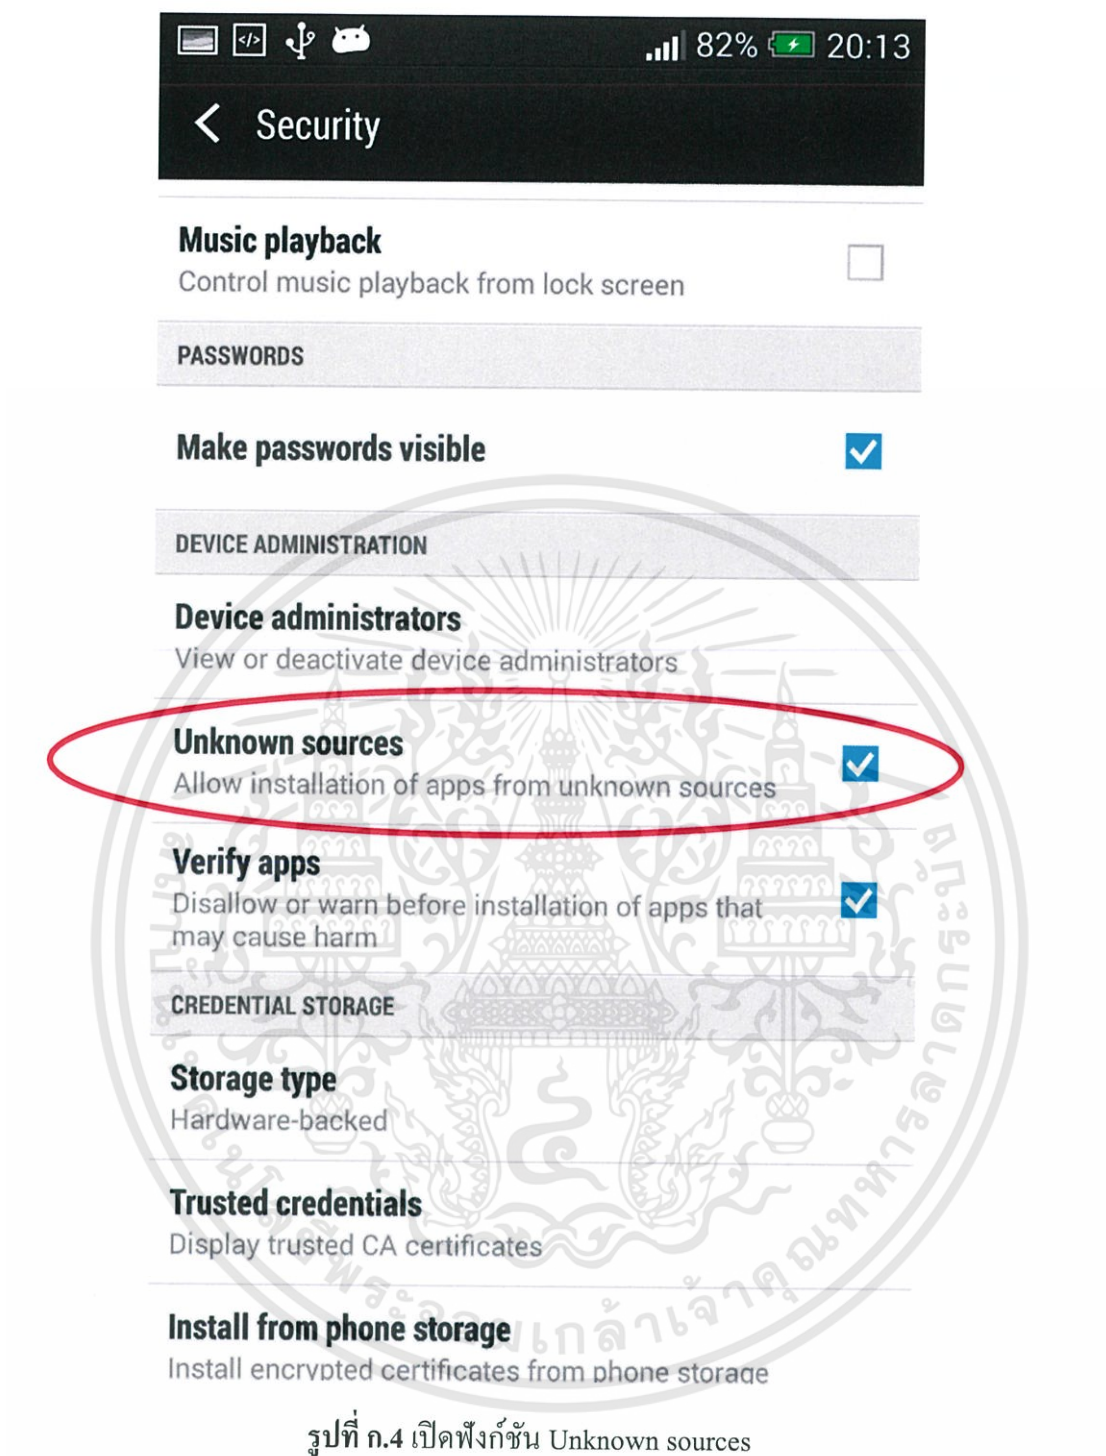 82% 20:13
Security
Music playback
Control music playback from lock screen
PASSWORDS
Make passwords visible
DEVICE ADMINISTRATION
Device administrators
View or deactivate device administrators
Unknown sources
Allow installation of apps from unknown sources
Verify apps
Disallow or warn before installation of apps that
may cause harm
CREDENTIAL STORAGE
Storage type
Hardware-backed
Trusted credentials
Display trusted CA certificates
Install from phone storage
Install encrypted certificates from phone storage
รูปที่ ก.4 เปิดฟังก์ชัน Unknown sources